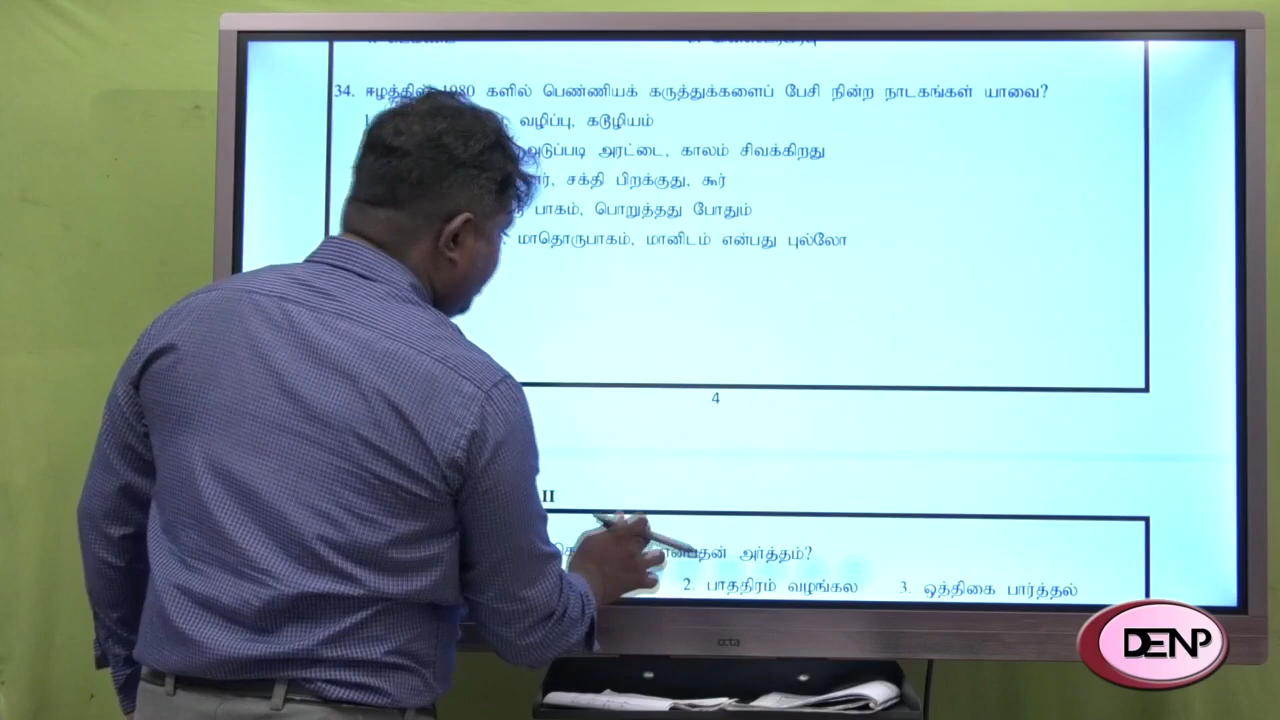 34. ஈழத்தில் 1980 களில் பெண்ணியக் கருத்துக்களைப் பேசி நின்ற நாடகங்கள் யாவை?
வழிப்பு, கடூழியம்
அடுப்படி அரட்டை, காலம் சிவக்கிறது
சக்தி பிறக்குது, கூர்
பாகம், பொறுத்தது போதும்
மாதொருபாகம், மானிடம் என்பது புல்லோ
4
II
அர்த்தம்?
2. பாததிரம் வழங்கல 3. ஒத்திகை பார்த்தல்
octa
DENP